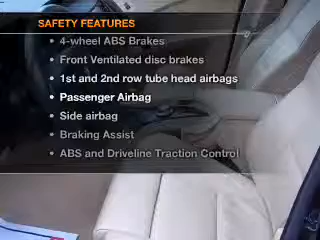 SAFETY FEATURES
• 4-wheel ABS Brakes
• Front Ventilated disc brakes
• 1st and 2nd row tube head airbags
• Passenger Airbag
• Side airbag
• Braking Assist
• ABS and Driveline Traction Control